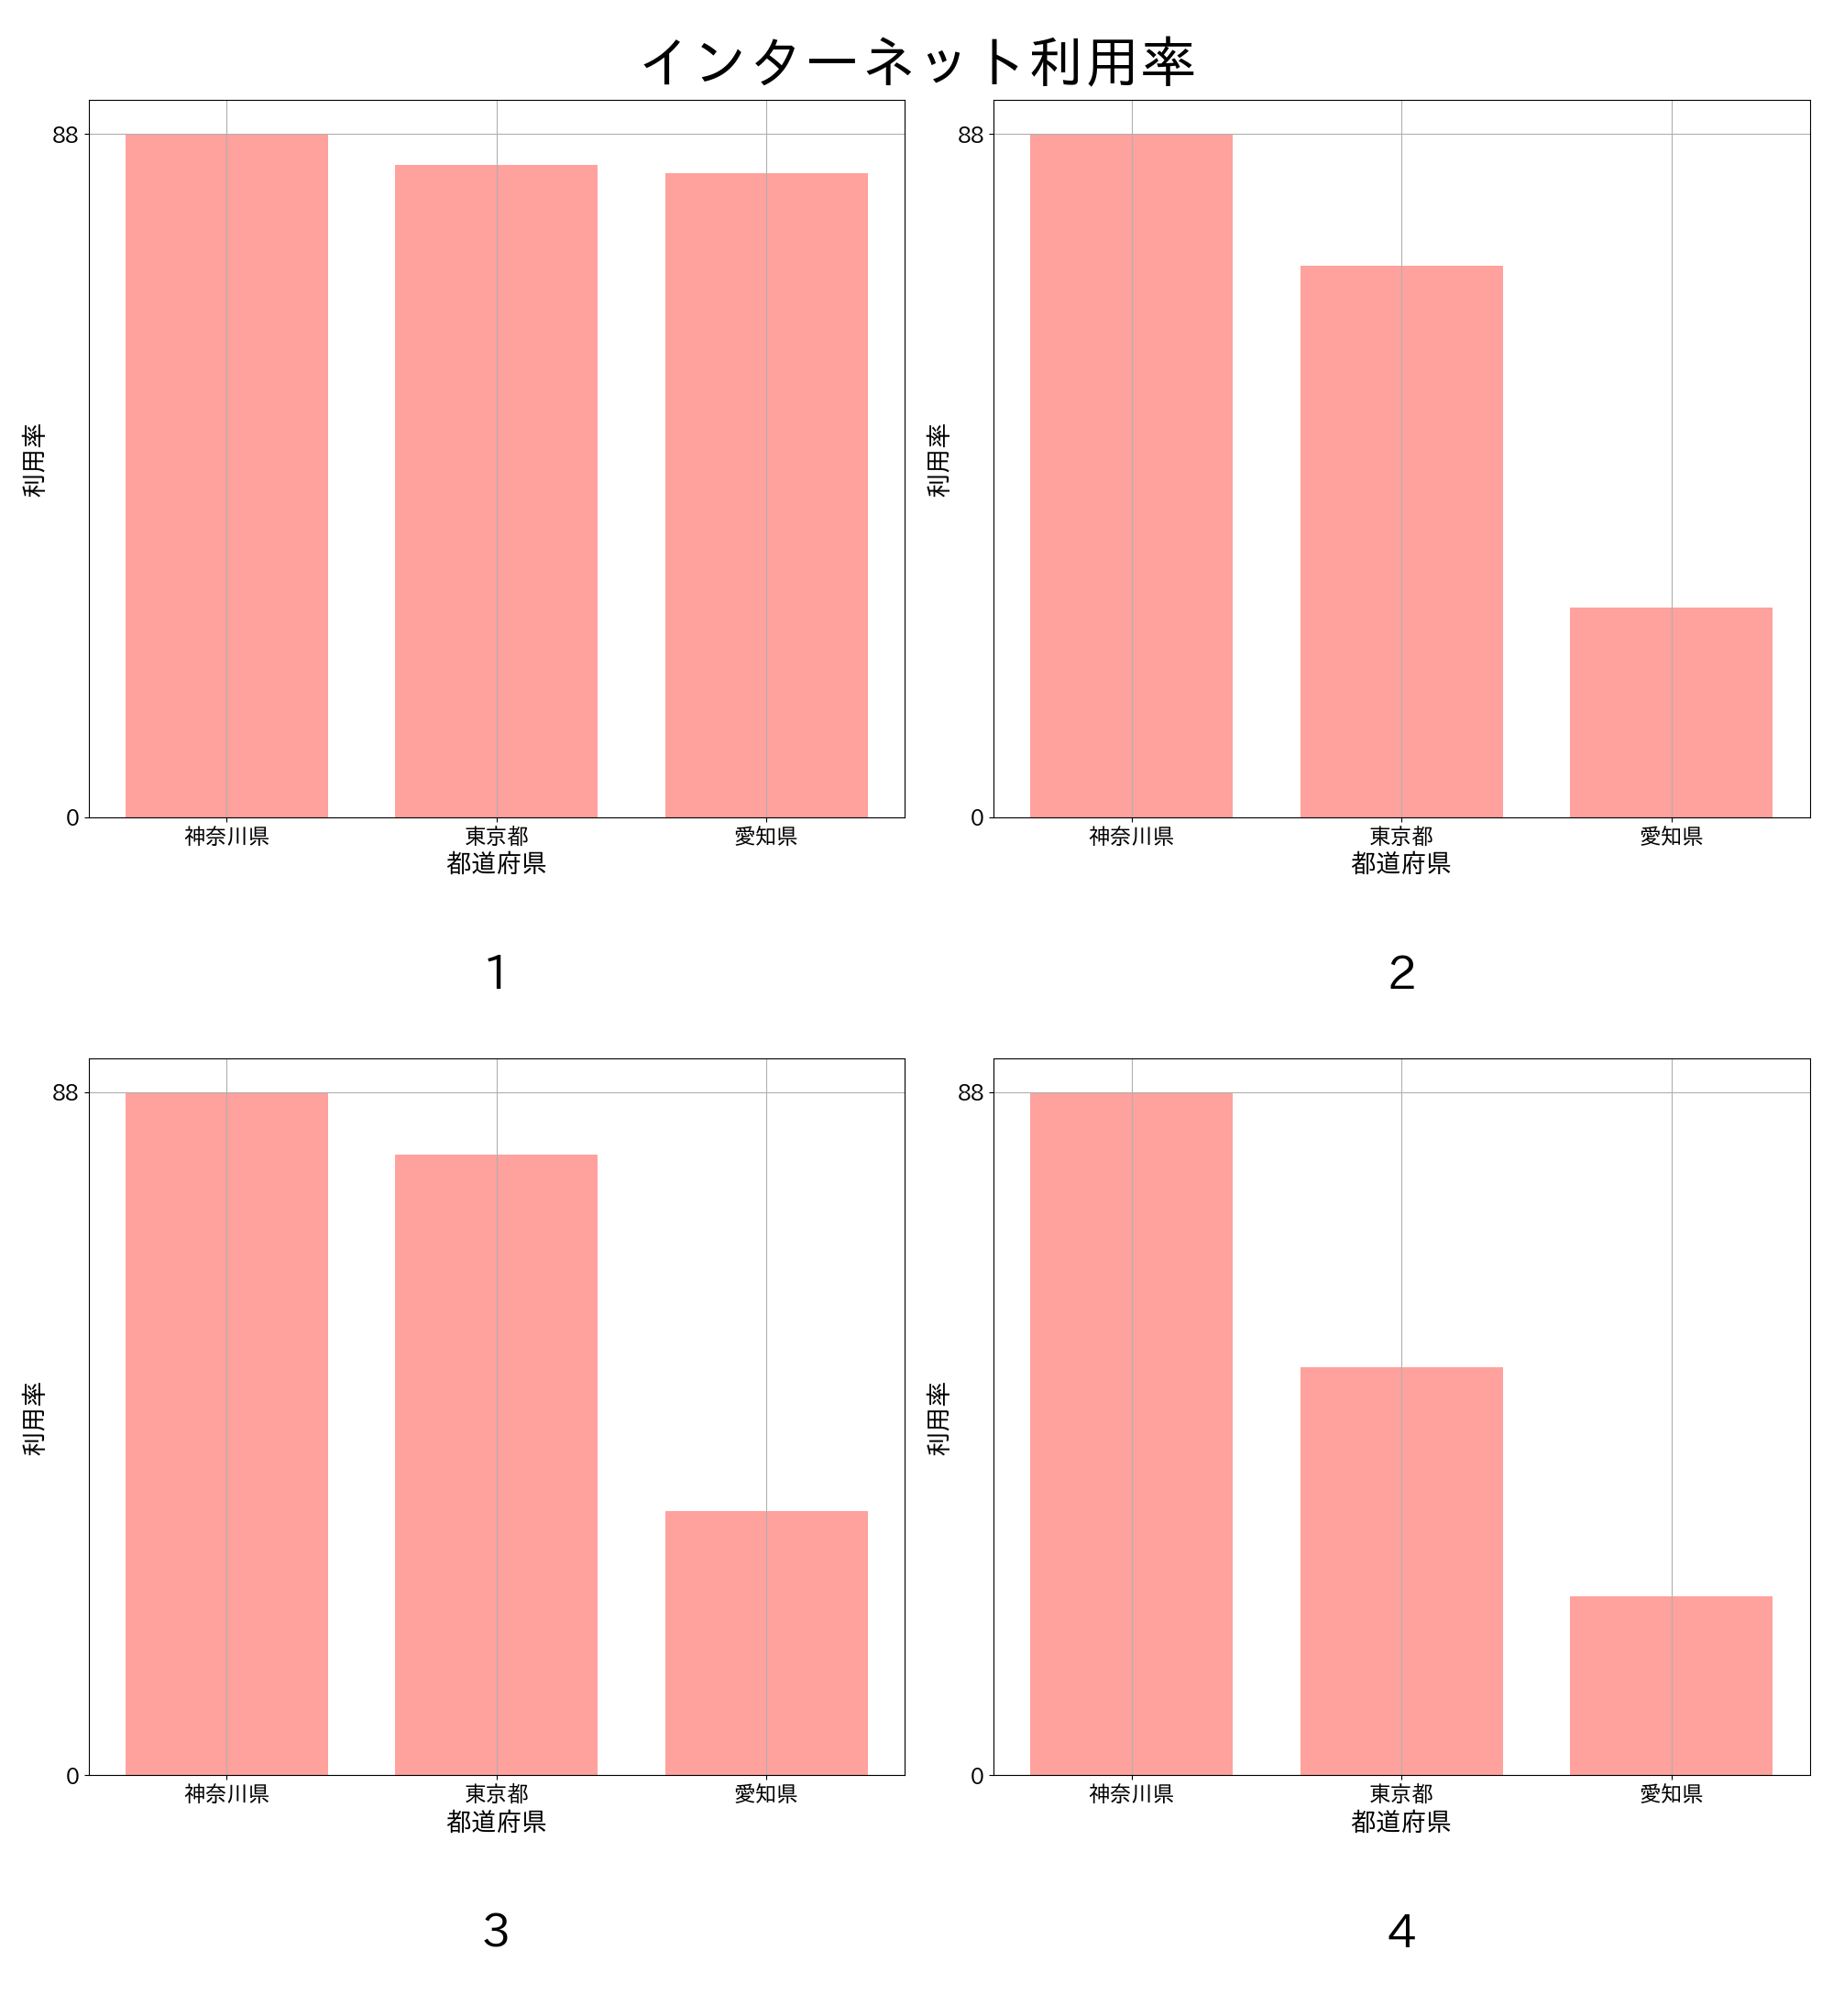 インターネット利用率
88
0
利用率
神奈川県 東京都 愛知県
都道府県
1
88
0
利用率
神奈川県 東京都 愛知県
都道府県
2
88
0
利用率
神奈川県 東京都 愛知県
都道府県
3
88
0
利用率
神奈川県 東京都 愛知県
都道府県
4